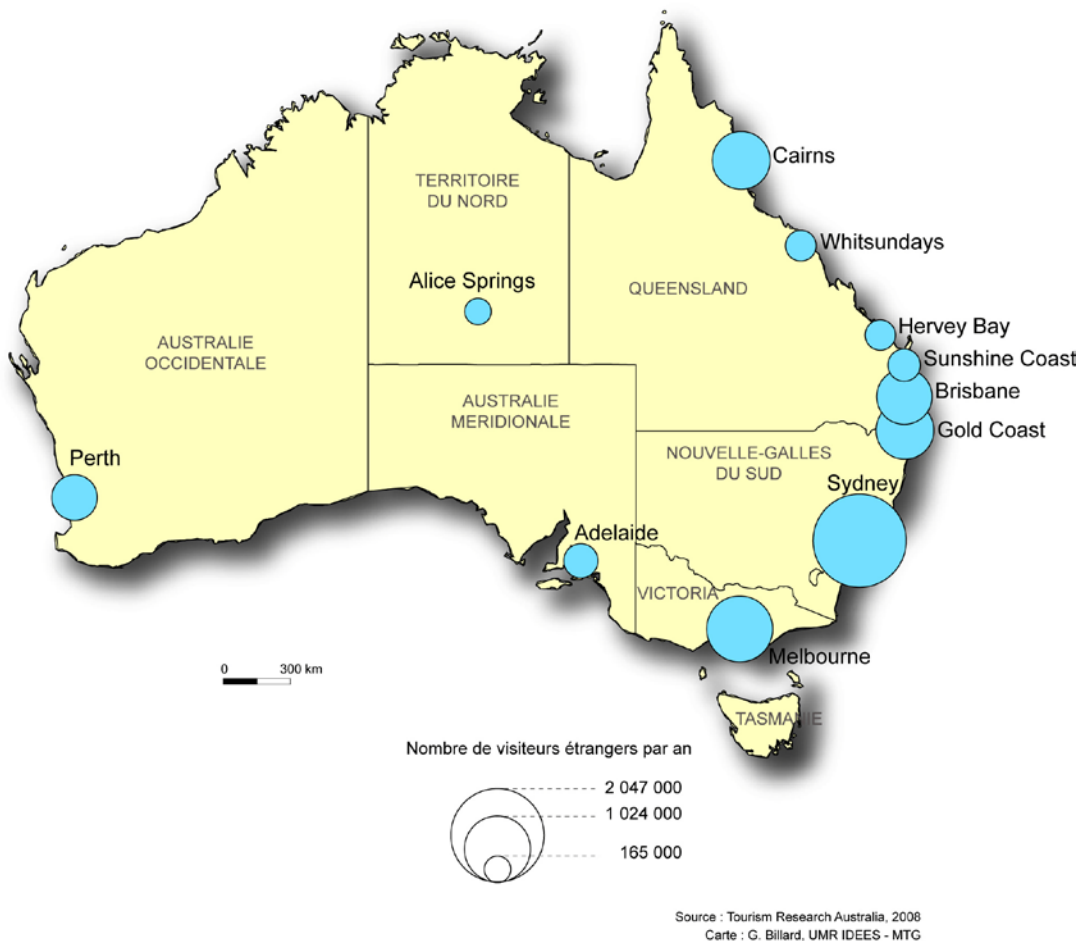 Cairns
TERRITOIRE
DU NORD
Whitsundays
Alice Springs
QUEENSLAND
Hervey Bay
AUSTRALIE
OCCIDENTALE
Sunshine Coast
Brisbane
AUSTRALIE
MERIDIONALE
Gold Coast
NOUVELLE-GALLES
DU SUD
Perth
Sydney
Adelaide
VICTORIA
Melbourne
0 300 km
TASMANIE
Nombre de visiteurs étrangers par an
2 047 000
1 024 000
165 000
Source : Tourism Research Australia, 2008
Carte : G. Billard, UMR IDEES - MTG